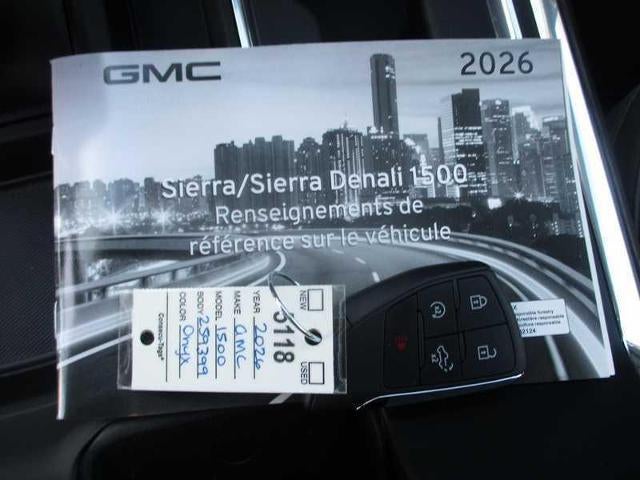 GMC
2026
Sierra/Sierra Denali 1500
Renseignements de
référence sur le véhicule
NEW
USED
YEAR 2026
MAKE GMC
MODEL 1500
BODY 259399
COLOR Onyx